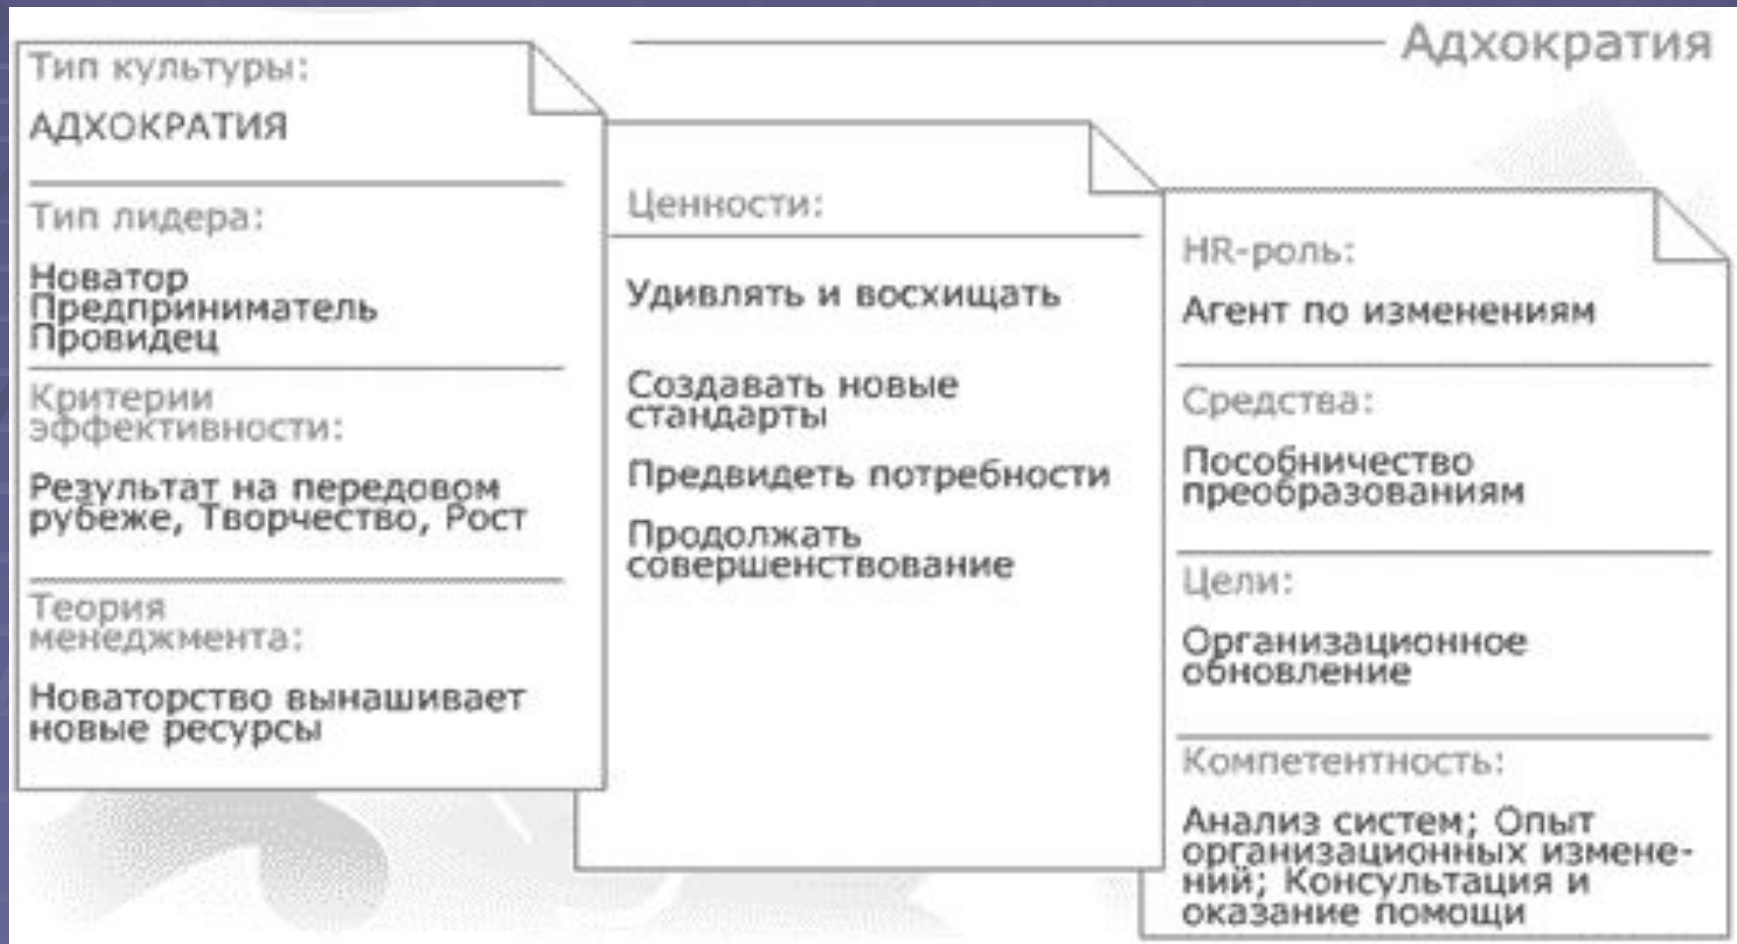 Адхократия
Тип культуры:
АДХОКРАТИЯ
Тип лидера:
Новатор
Предприниматель
Провидец
Критерии
эффективности:
Результат на передовом
рубеже, Творчество, Рост
Теория
менеджмента:
Новаторство вынашивает
новые ресурсы
Ценности:
Удивлять и восхищать
Создавать новые
стандарты
Предвидеть потребности
Продолжать
совершенствование
HR-роль:
Агент по изменениям
Средства:
Пособничество
преобразованиям
Цели:
Организационное
обновление
Компетентность:
Анализ систем; Опыт
организационных измене-
ний; Консультация и
оказание помощи